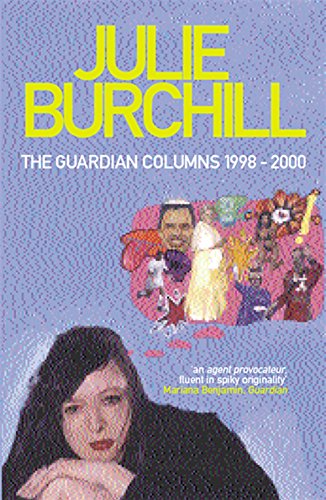 JULIE
BURCHILL
THE GUARDIAN COLUMNS 1998 - 2000
'an agent provocateur,
fluent in spiky originality'
Mariana Benjamin, Guardian